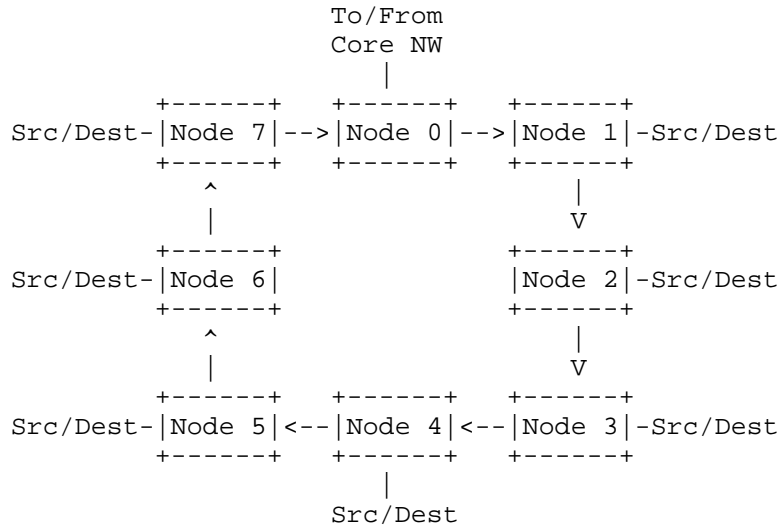 To/From
                          Core NW
                             |
            +------+    +------+    +------+
Src/Dest-|Node 7|-->|Node 0|-->|Node 1|-Src/Dest
            +------+    +------+    +------+
               ^                        |
               |                        V
            +------+                +------+
Src/Dest-|Node 6|                |Node 2|-Src/Dest
            +------+                +------+
               ^                        |
               |                        V
            +------+    +------+    +------+
Src/Dest-|Node 5|<--|Node 4|<--|Node 3|-Src/Dest
            +------+    +------+    +------+
                             |
                          Src/Dest